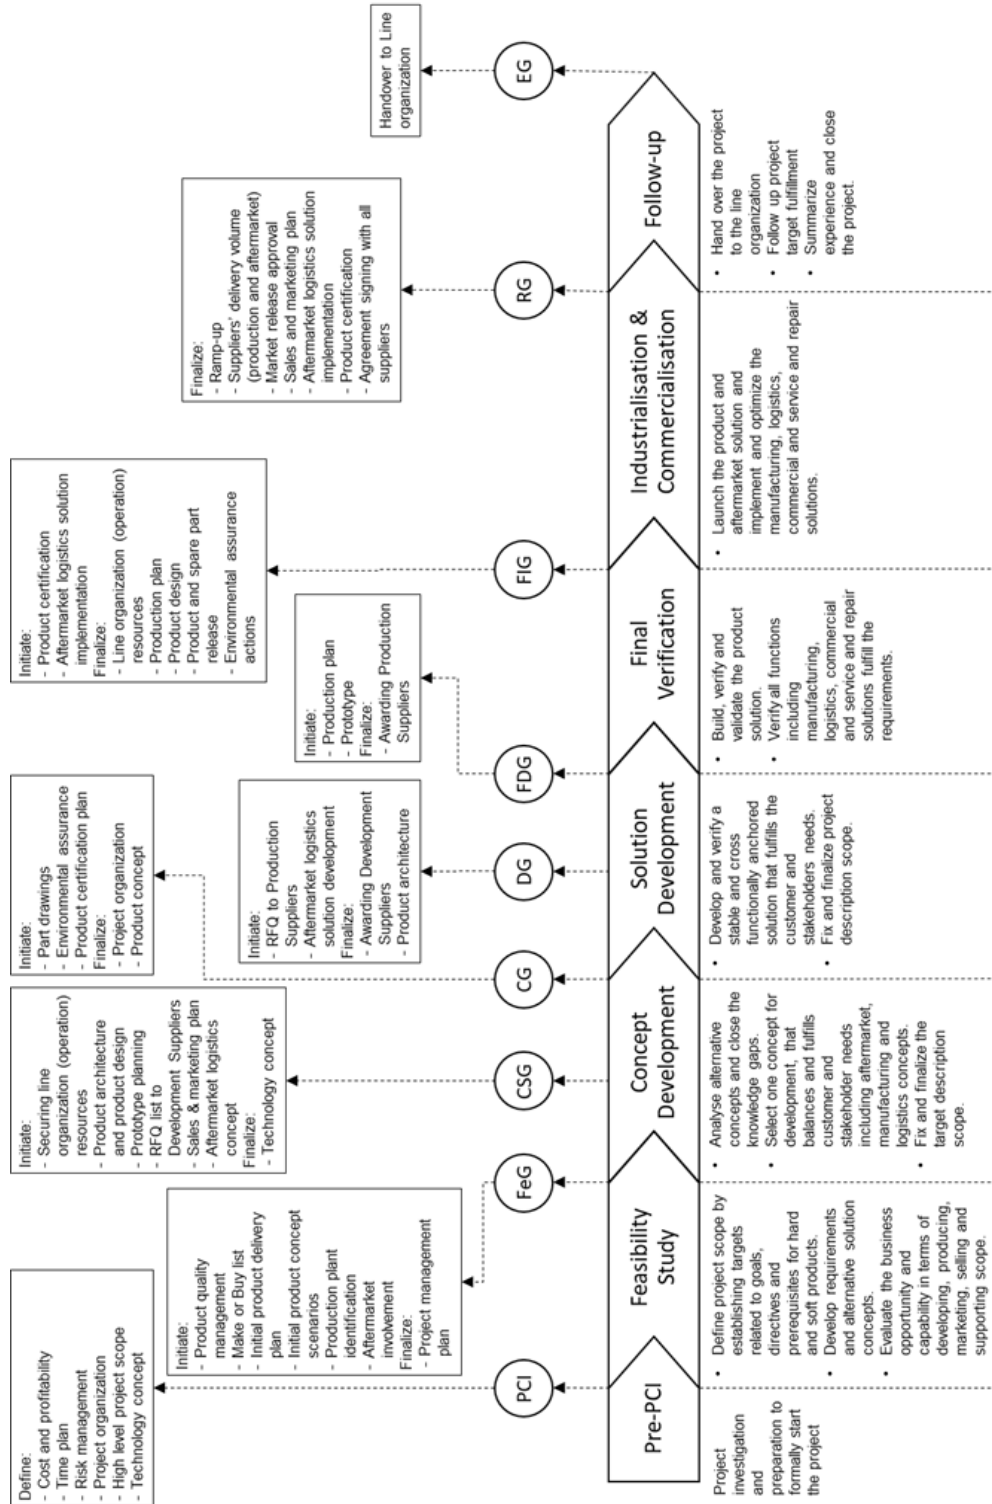 Define:
- Cost and profitability
- Time plan
- Risk management
- Project organization
- High level project scope
- Technology concept
Initiate:
- Product quality
management
- Make or Buy list
- Initial product delivery
plan
- Initial product concept
scenarios
- Production plant
identification
- Aftermarket
involvement
Finalize:
- Project management
plan
Initiate:
- Securing line
organization (operation)
resources
- Product architecture
and product design
- Prototype planning
- RFQ list to
Development Suppliers
- Sales & marketing plan
- Aftermarket logistics
concept
Finalize:
- Technology concept
Initiate:
- Part drawings
- Environmental assurance
- Product certification plan
Finalize:
- Project organization
- Product concept
Initiate:
- RFQ to Production
Suppliers
- Aftermarket logistics
solution development
Finalize:
- Awarding Development
Suppliers
- Product architecture
Initiate:
- Production plan
- Prototype
Finalize:
- Awarding Production
Suppliers
Initiate:
- Product certification
- Aftermarket logistics solution
implementation
Finalize:
- Line organization (operation)
resources
- Production plan
- Product design
- Product and spare part
release
- Environmental assurance
actions
Finalize:
- Ramp-up
- Suppliers' delivery volume
(production and aftermarket)
- Market release approval
- Sales and marketing plan
- Aftermarket logistics solution
implementation
- Product certification
- Agreement signing with all
suppliers
Handover to Line
organization
PCI
FeG
CSG
CG
DG
FDG
FIG
RG
EG
Pre-PCI
Feasibility
Study
Concept
Development
Solution
Development
Final
Verification
Industrialisation &
Commercialisation
Follow-up
Project
investigation
and
preparation to
formally start
the project
• Define project scope by
establishing targets
related to goals,
directives and
prerequisites for hard
and soft products.
• Develop requirements
and alternative solution
concepts.
• Evaluate the business
opportunity and
capability in terms of
developing, producing,
marketing, selling and
supporting scope.
• Analyse alternative
concepts and close the
knowledge gaps.
• Select one concept for
development, that
balances and fulfills
customer and
stakeholder needs
including aftermarket,
manufacturing and
logistics concepts.
• Fix and finalize the
target description
scope.
• Develop and verify a
stable and cross
functionally anchored
solution that fulfills the
customer and
stakeholders needs.
• Fix and finalize project
description scope.
• Build, verify and
validate the product
solution.
• Verify all functions
including
manufacturing,
logistics, commercial
and service and repair
solutions fulfill the
requirements.
• Launch the product and
aftermarket solution and
implement and optimize the
manufacturing, logistics,
commercial and service and repair
solutions.
• Hand over the project
to the line
organization
• Follow up project
target fulfillment
• Summarize
experience and close
the project.